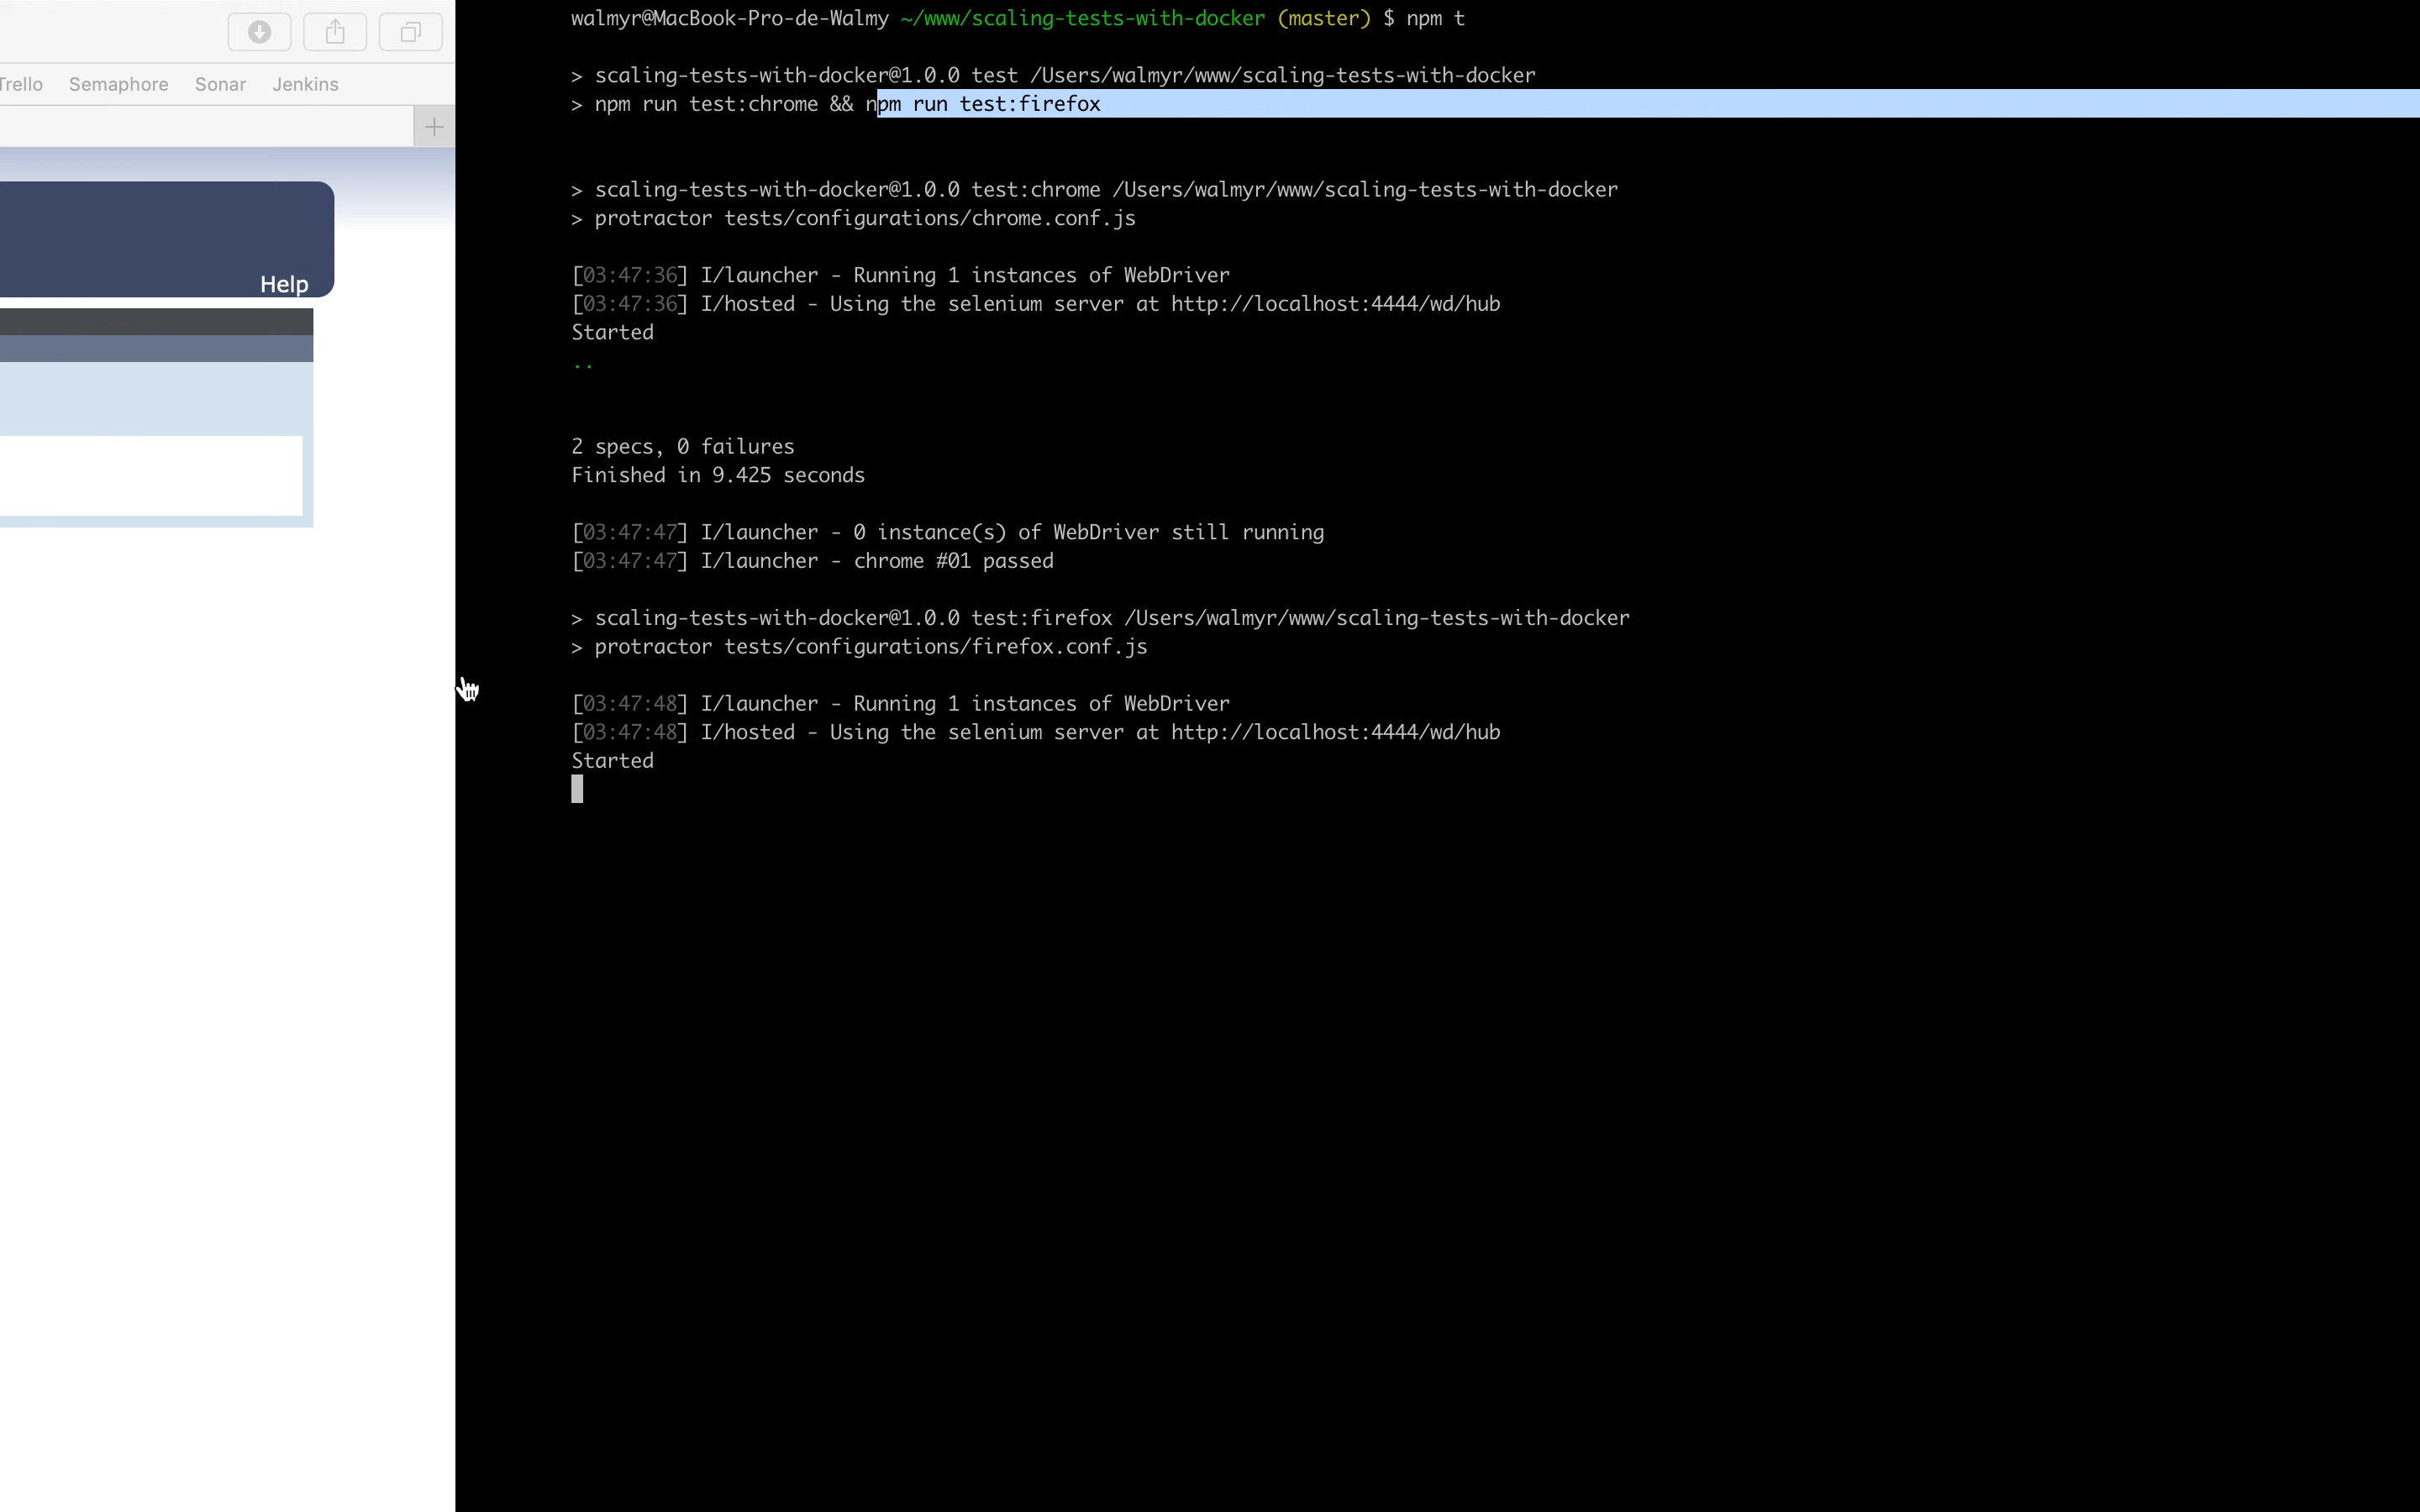 Semaphore Sonar Jenkins
Help
walmyr@MacBook-Pro-de-Walmy ~/www/scaling-tests-with-docker (master) $ npm t
> scaling-tests-with-docker@1.0.0 test /Users/walmyr/www/scaling-tests-with-docker
> npm run test:chrome && npm run test:firefox
> scaling-tests-with-docker@1.0.0 test:chrome /Users/walmyr/www/scaling-tests-with-docker
> protractor tests/configurations/chrome.conf.js
[03:47:36] I/launcher - Running 1 instances of WebDriver
[03:47:36] I/hosted - Using the selenium server at http://localhost:4444/wd/hub
Started
..
2 specs, 0 failures
Finished in 9.425 seconds
[03:47:47] I/launcher - 0 instance(s) of WebDriver still running
[03:47:47] I/launcher - chrome #01 passed
> scaling-tests-with-docker@1.0.0 test:firefox /Users/walmyr/www/scaling-tests-with-docker
> protractor tests/configurations/firefox.conf.js
[03:47:48] I/launcher - Running 1 instances of WebDriver
[03:47:48] I/hosted - Using the selenium server at http://localhost:4444/wd/hub
Started